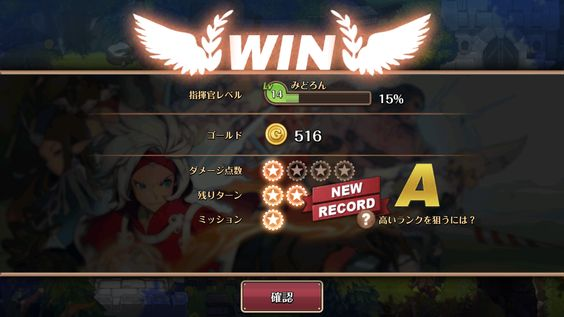 WIN
指揮官レベル
Lv
14
みどろん
15%
ゴールド
G
516
ダメージ点数
残りターン
ミッション
NEW
RECORD
A
?
高いランクを狙うには?
確認